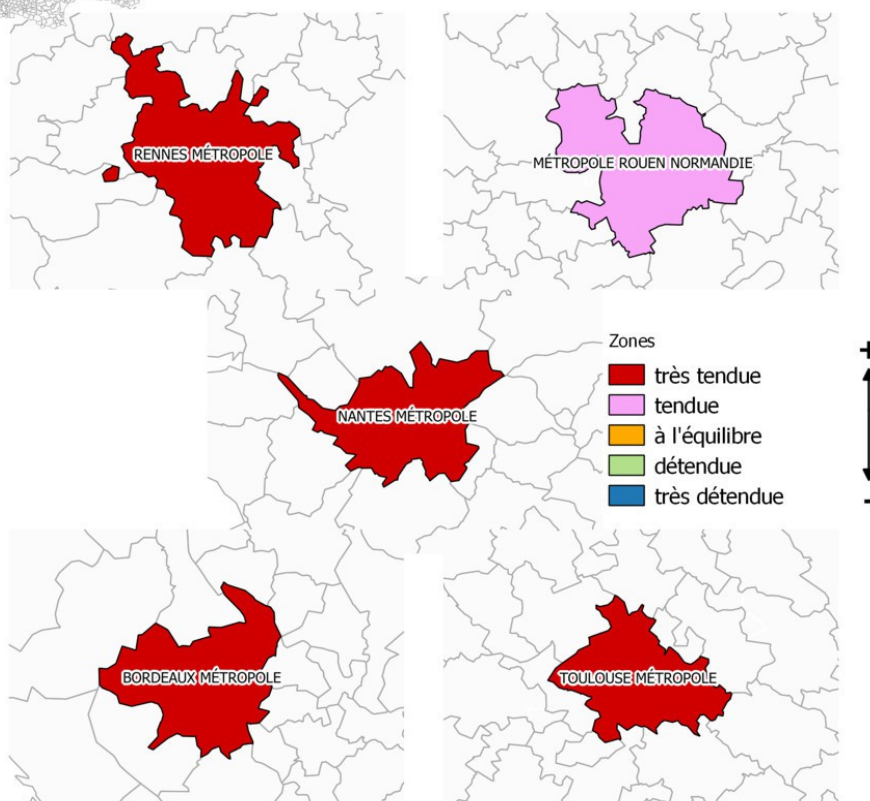 RENNES MÉTROPOLE
MÉTROPOLE ROUEN NORMANDIE
NANTES MÉTROPOLE
Zones
très tendue
tendue
à l'équilibre
détendue
très détendue
+
-
BORDEAUX MÉTROPOLE
TOULOUSE MÉTROPOLE